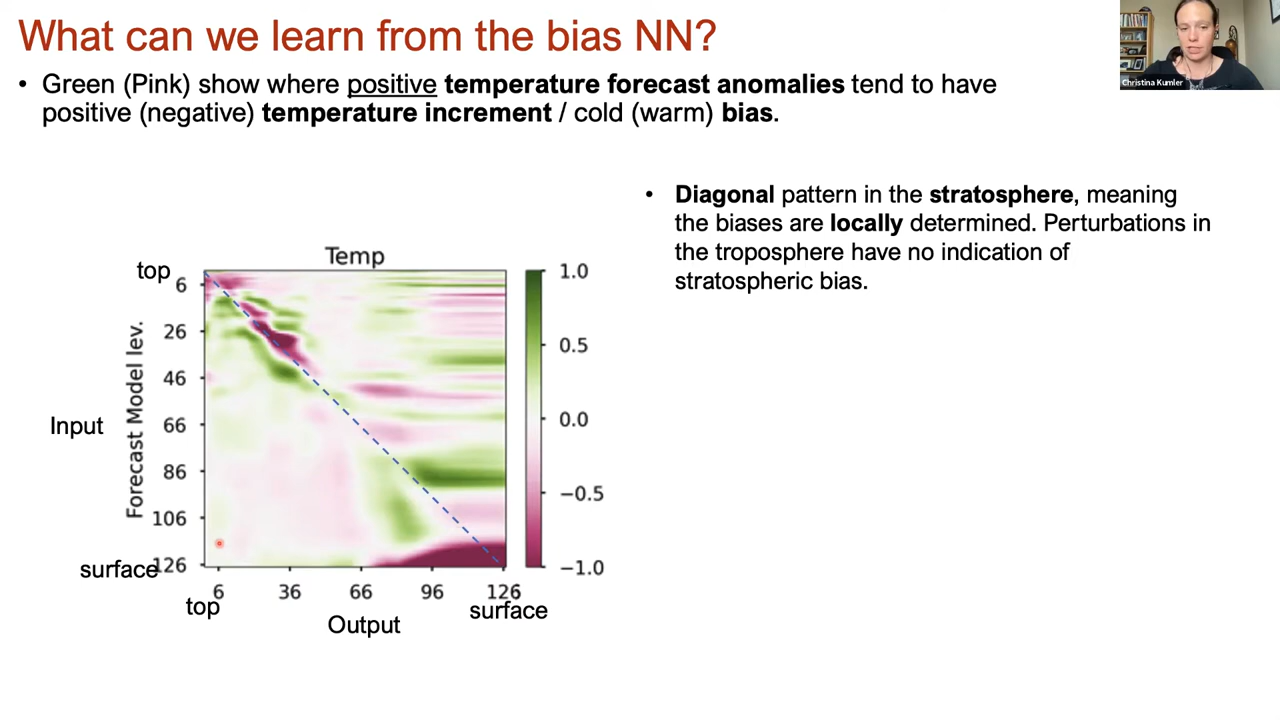 What can we learn from the bias NN?
• Green (Pink) show where positive temperature forecast anomalies tend to have
positive (negative) temperature increment / cold (warm) bias.
Christina Kumler
• Diagonal pattern in the stratosphere, meaning
the biases are locally determined. Perturbations in
the troposphere have no indication of
stratospheric bias.
Temp
top
6
26
46
66
86
106
126
surface
Input
Forecast Model lev.
6
36
66
96
126
top
surface
Output
1.0
0.5
0.0
−0.5
−1.0